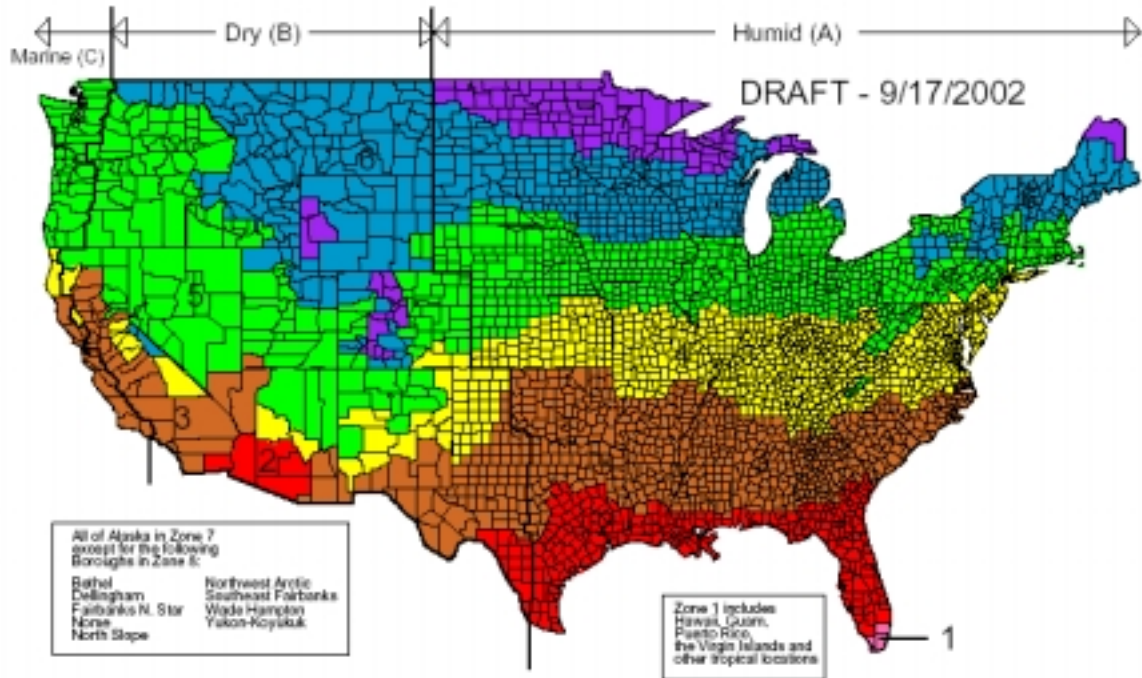 Marine (C)
Dry (B)
Humid (A)
DRAFT - 9/17/2002
6
5
4
3
2
1
All of Alaska in Zone 7
except for the following
Boroughs in Zone 8:
Bethel
Dellingham
Fairbanks N. Star
Nome
North Slope
Northwest Arctic
Southeast Fairbanks
Wade Hampton
Yukon-Koyukuk
Zone 1 includes
Hawaii, Guam,
Puerto Rico,
the Virgin Islands and
other tropical locations